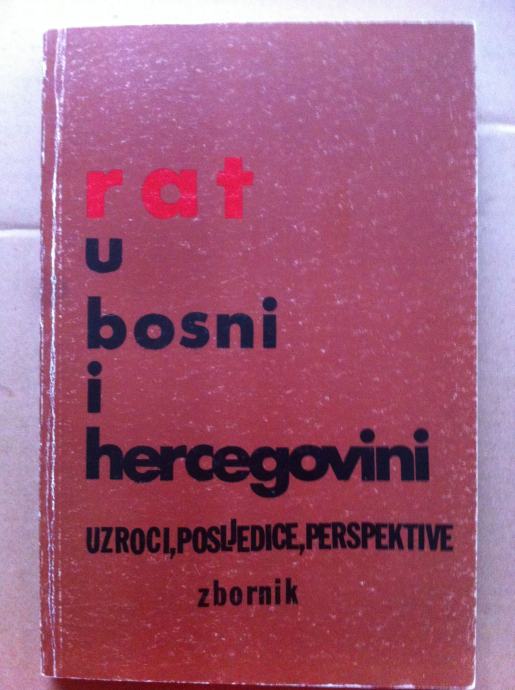 rat
u
bosni
i
hercegovini
UZROCI,POSLJEDICE,PERSPEKTIVE
zbornik